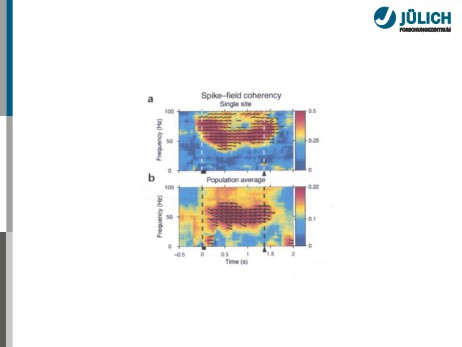 JÜLICH
FORSCHUNGSZENTRUM
a
Spike–field coherency
Single site
Frequency (Hz)
100
50
0
0.5
0.25
0
b
Population average
Frequency (Hz)
100
50
0
0.22
0.1
0
-0.5 0 0.5 1 1.5 2
Time (s)